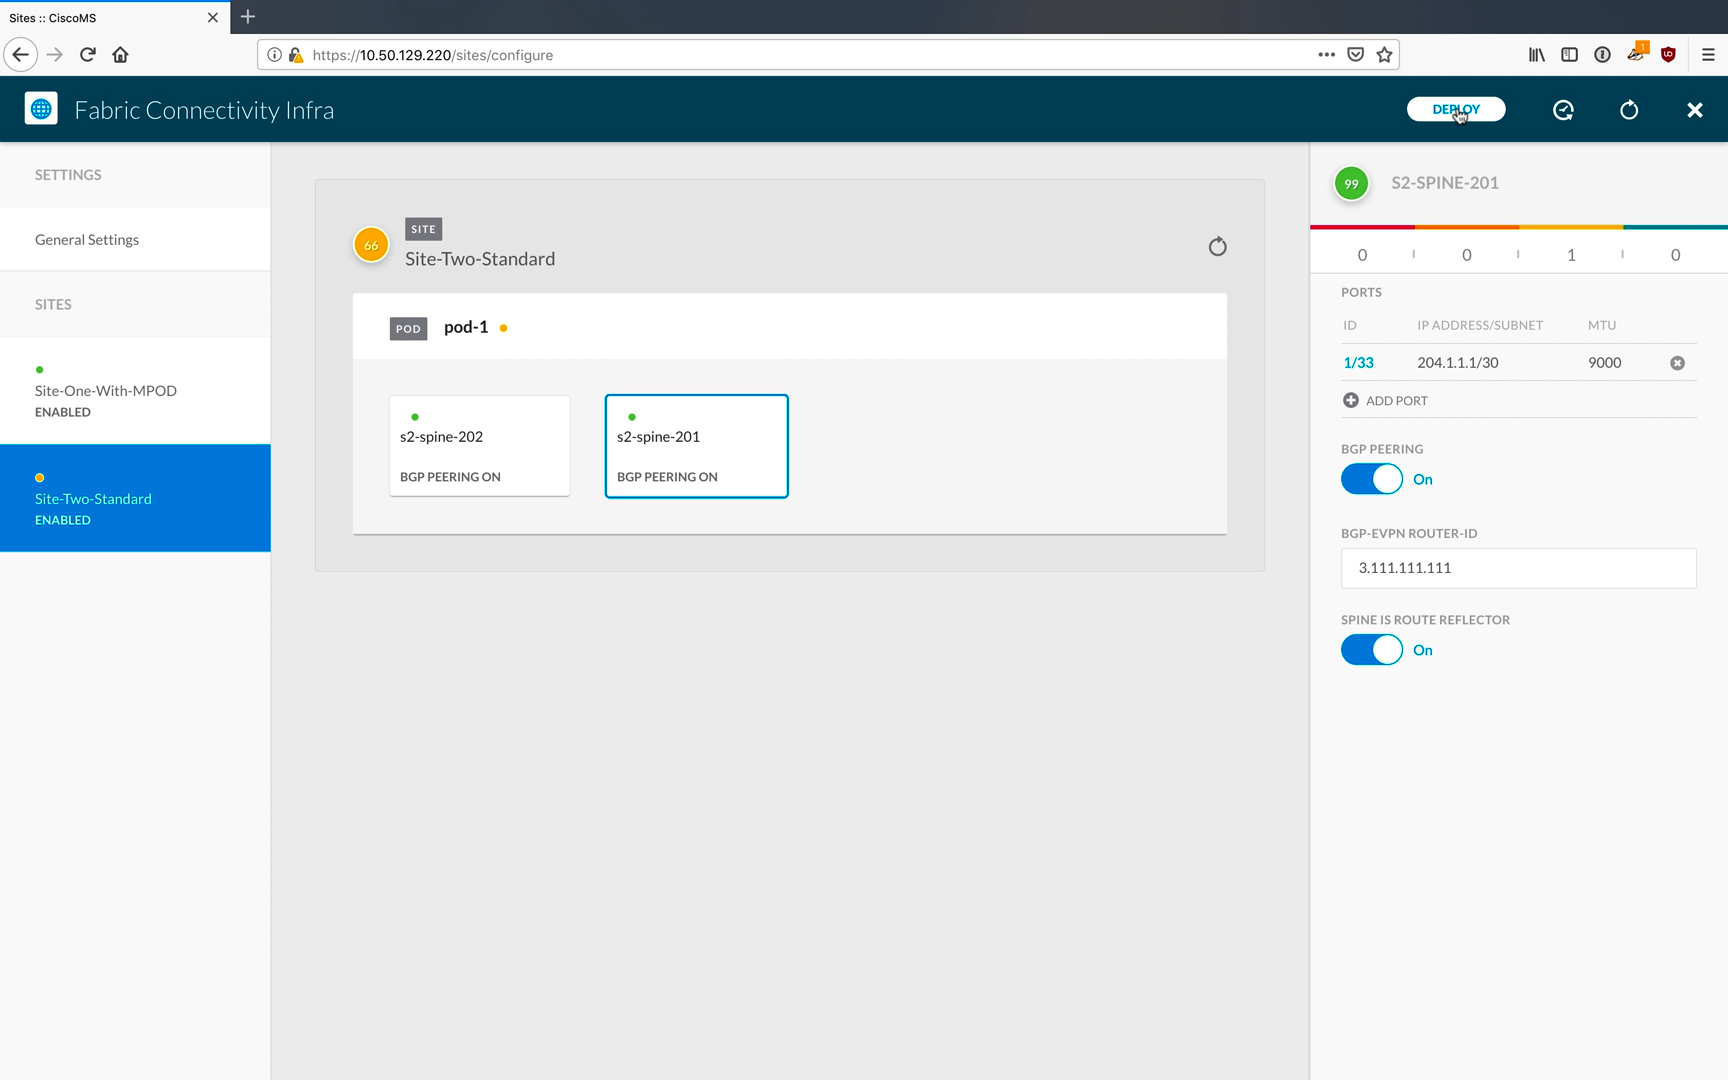 Sites :: CiscoMS
https://10.50.129.220/sites/configure
1
Fabric Connectivity Infra
DEPLOY
SETTINGS
General Settings
SITES
Site-One-With-MPOD
ENABLED
Site-Two-Standard
ENABLED
66
SITE
Site-Two-Standard
POD pod-1
s2-spine-202
BGP PEERING ON
s2-spine-201
BGP PEERING ON
99 S2-SPINE-201
0 0 1 0
PORTS
ID IP ADDRESS/SUBNET MTU
1/33 204.1.1.1/30 9000
ADD PORT
BGP PEERING
On
BGP-EVPN ROUTER-ID
3.111.111.111
SPINE IS ROUTE REFLECTOR
On